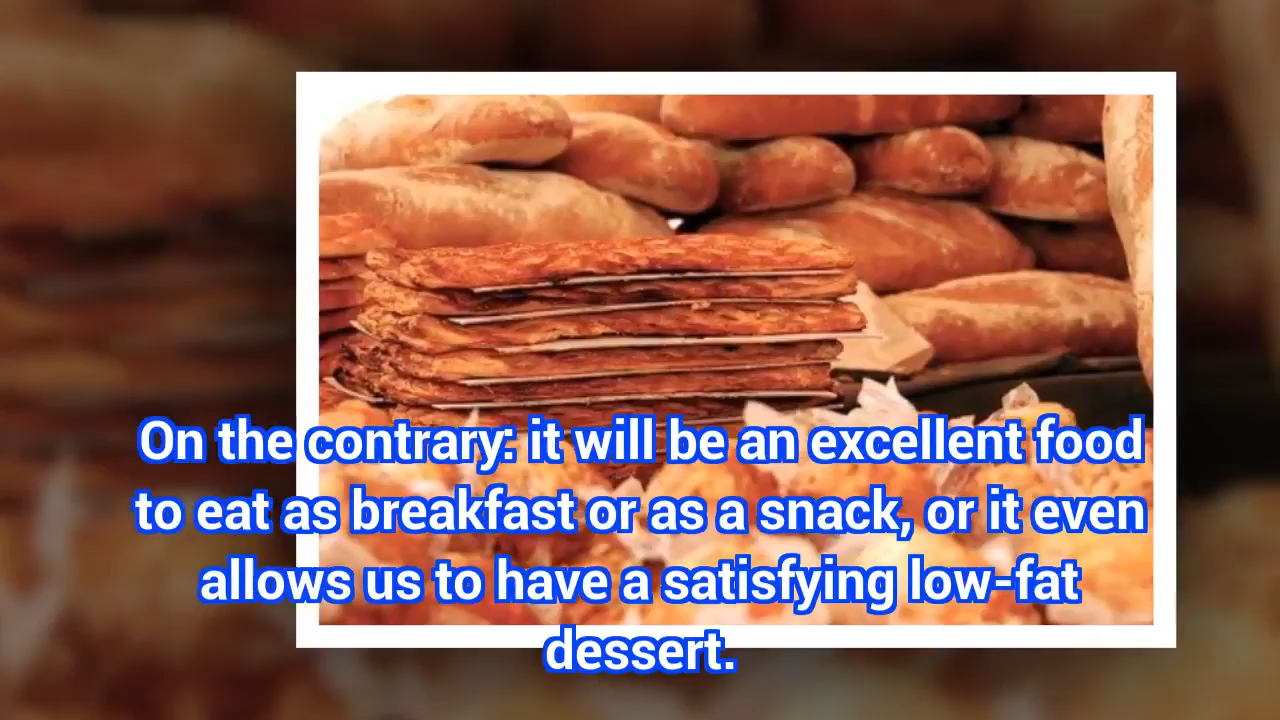 On the contrary: it will be an excellent food
to eat as breakfast or as a snack, or it even
allows us to have a satisfying low-fat
dessert.